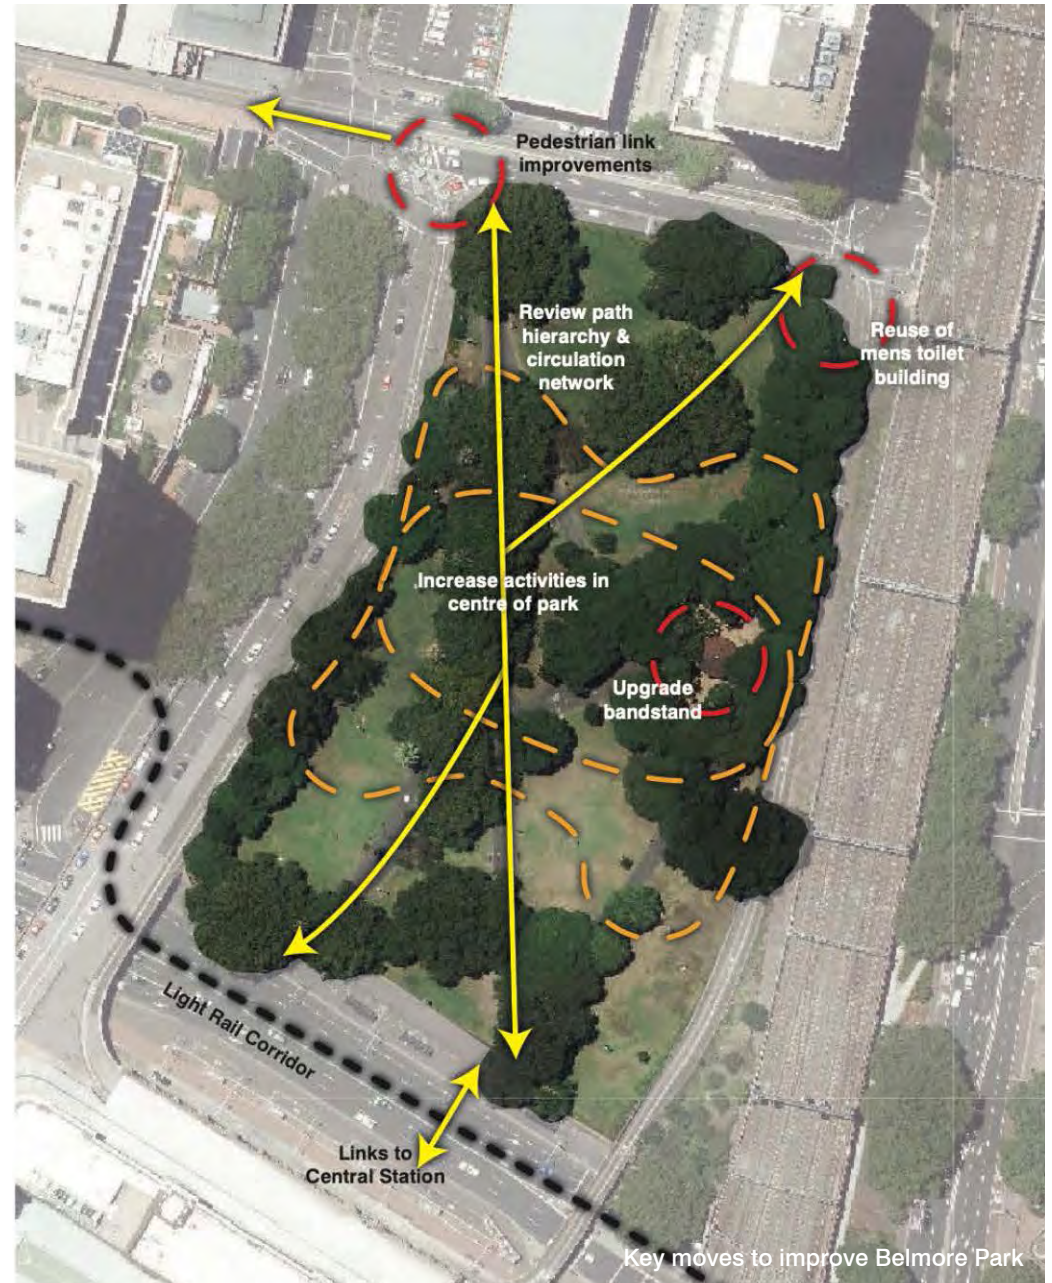 Pedestrian link
improvements
Review path
hierarchy &
circulation
network
Reuse of
mens toilet
building
Increase activities in
centre of park
Upgrade
bandstand
Light Rail Corridor
Links to
Central Station
Key moves to improve Belmore Park